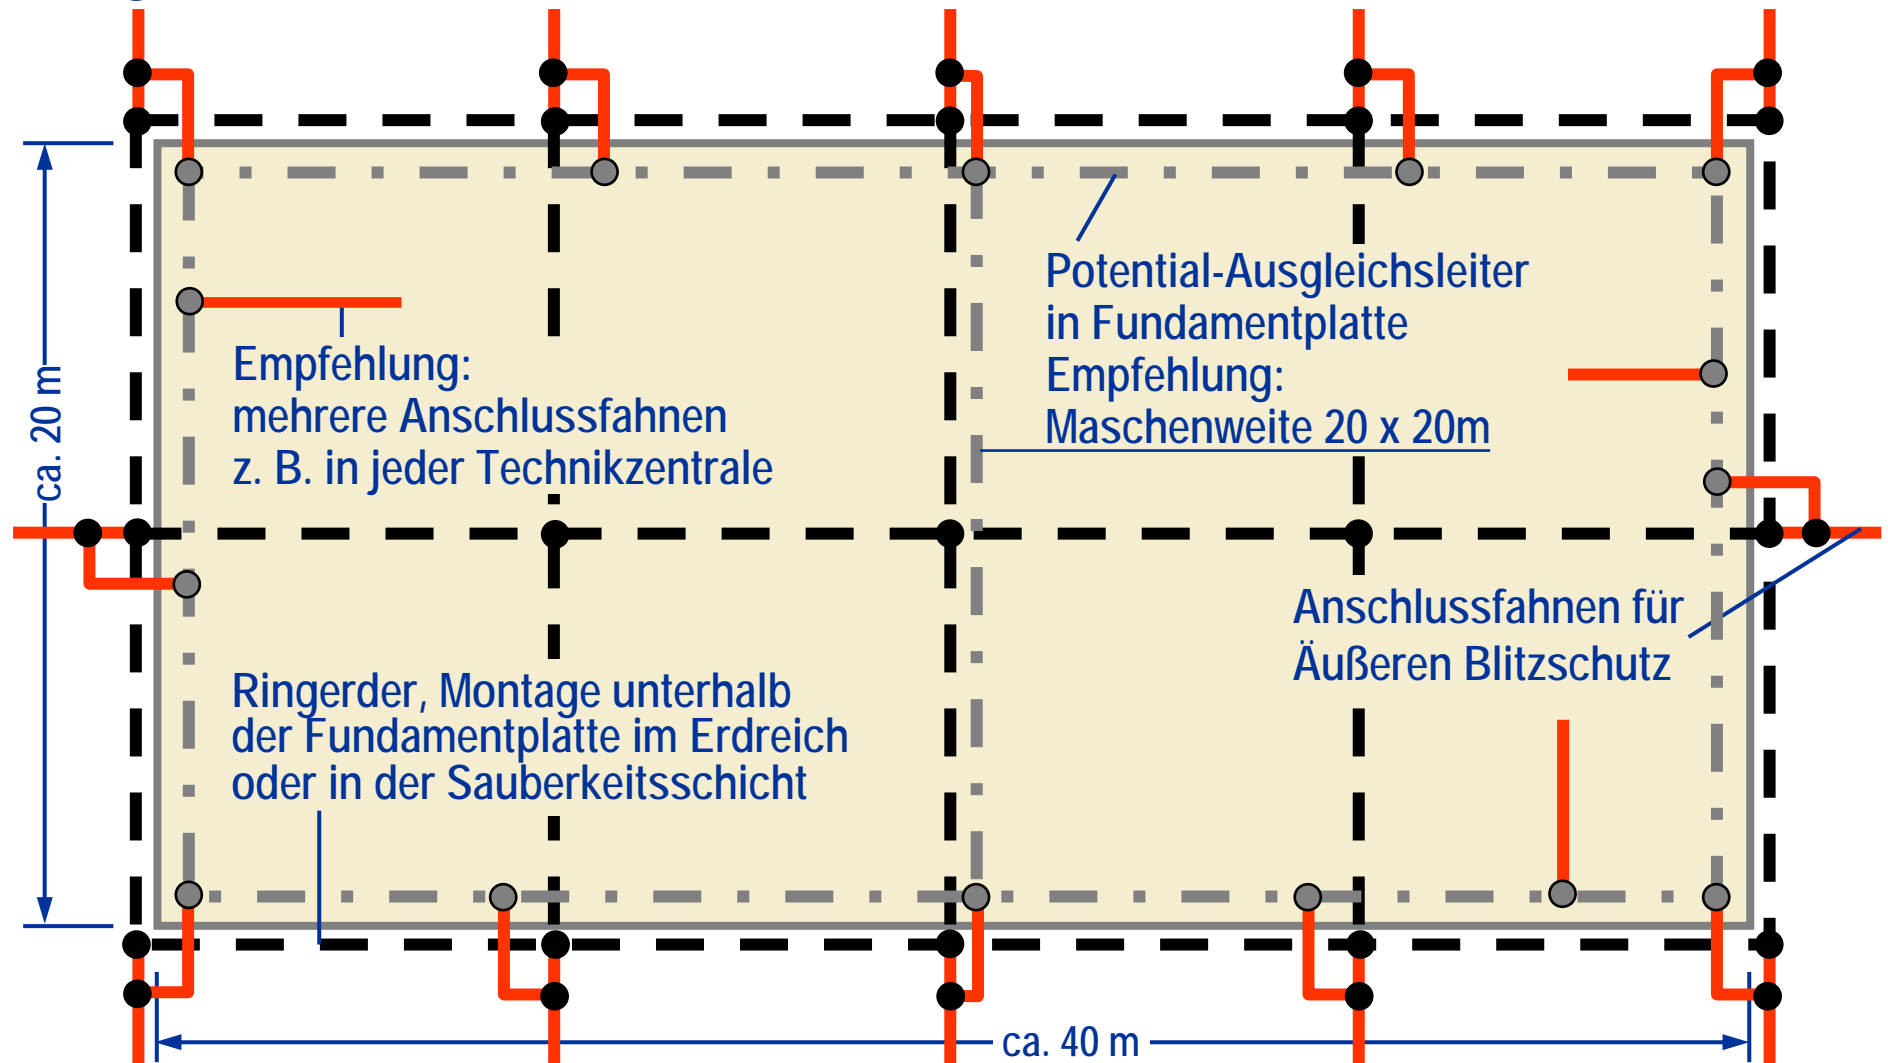 Potential-Ausgleichsleiter
in Fundamentplatte
Empfehlung:
Maschenweite 20 x 20m
Empfehlung:
mehrere Anschlussfahnen
z. B. in jeder Technikzentrale
ca. 20 m
Anschlussfahnen für
Äußeren Blitzschutz
Ringerder, Montage unterhalb
der Fundamentplatte im Erdreich
oder in der Sauberkeitsschicht
ca. 40 m